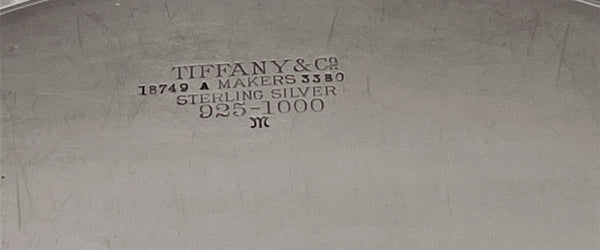 TIFFANY & Co
18749 A MAKERS 3380
STERLING SILVER
925-1000
M